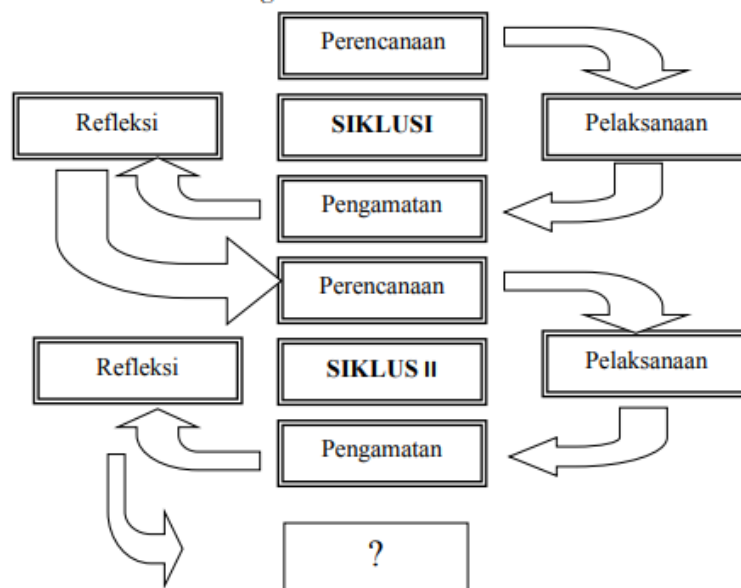 Perencanaan
Refleksi
SIKLUSI
Pelaksanaan
Pengamatan
Perencanaan
Refleksi
SIKLUS II
Pelaksanaan
Pengamatan
?